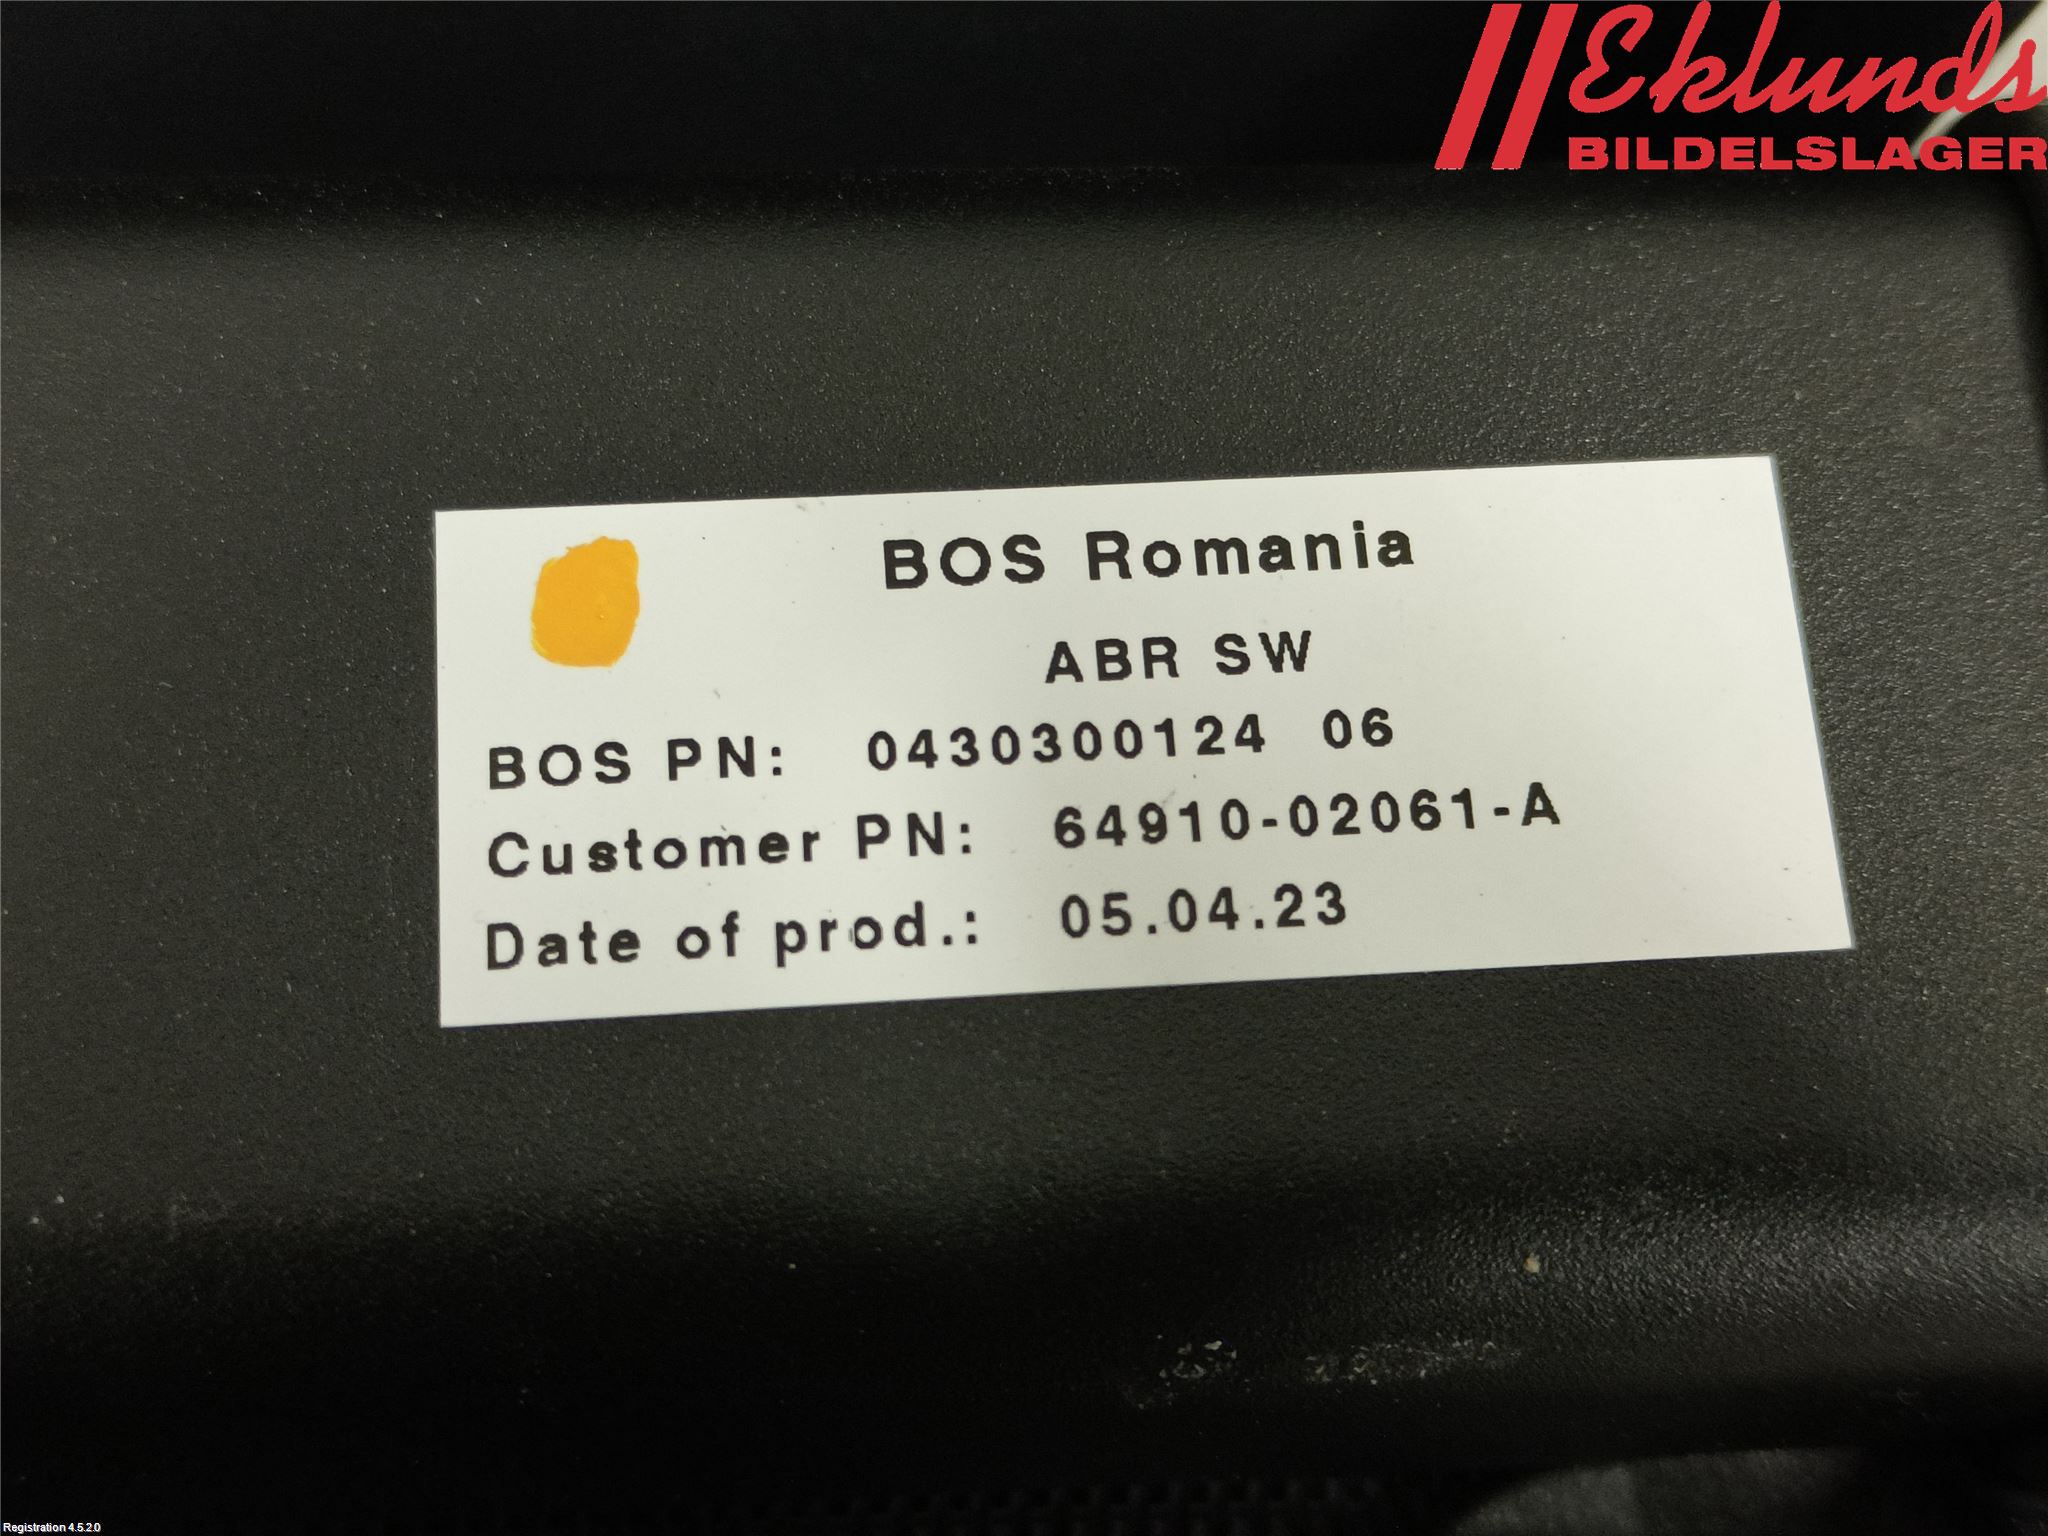 Eklunds
BILDELSLAGER
BOS Romania
ABR SW
BOS PN: 0430300124 06
Customer PN: 64910-02061-A
Date of prod.: 05.04.23
Registration 4.5.2.0